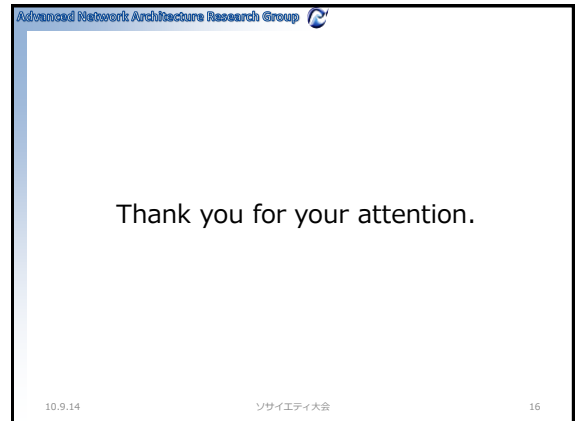 Advanced Network Architecture Research Group
Thank you for your attention.
10.9.14
ソサイエティ大会
16